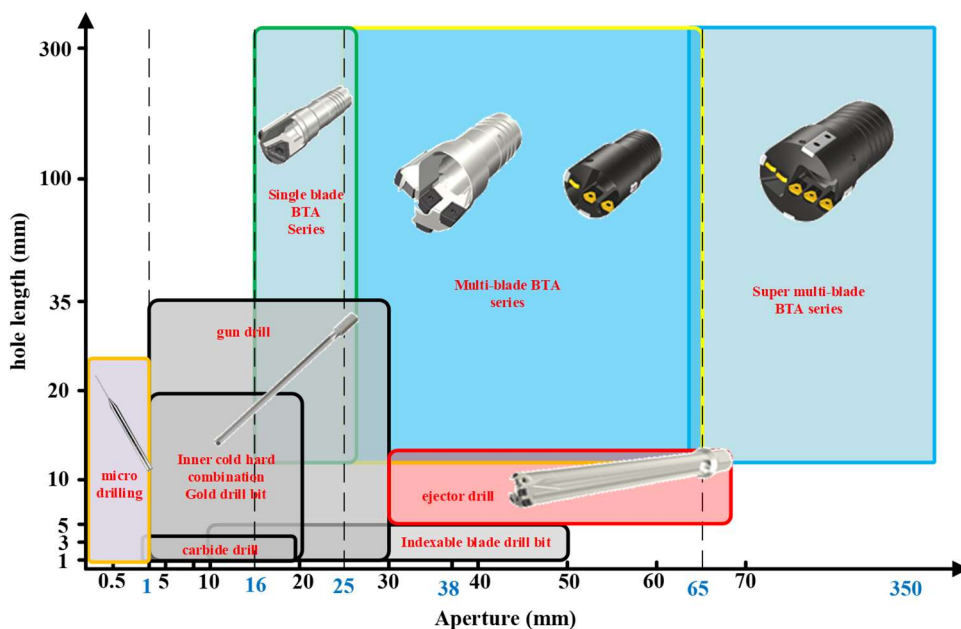 hole length (mm)
300
100
35
20
10
5
3
1
Single blade
BTA
Series
Multi-blade BTA
series
Super multi-blade
BTA series
gun drill
micro
drilling
Inner cold hard
combination
Gold drill bit
ejector drill
carbide drill
Indexable blade drill bit
0.5 5 10 20 30 40 50 60 70
1 16 25 38 65 350
Aperture (mm)